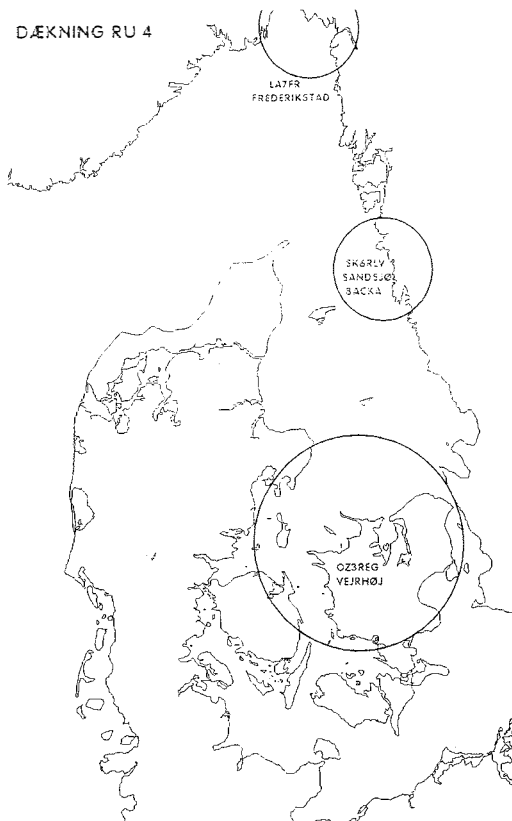 DÆKNING RU 4
LA7FR
FREDERIKSTAD
SK6RLV
SANDSJØ
BACKA
OZ3REG
VEJRHØJ